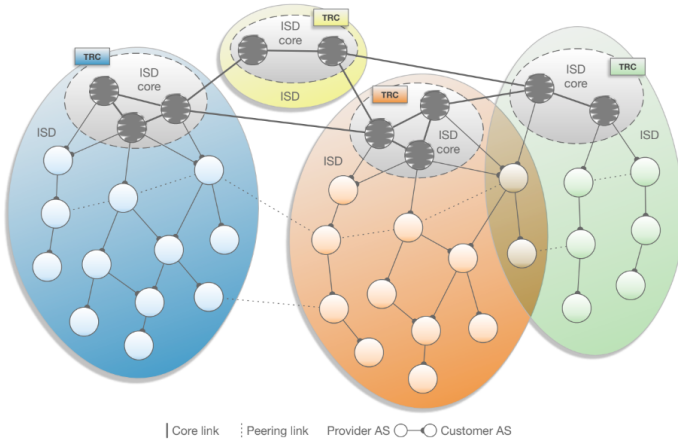 TRC
ISD
core
ISD
TRC
ISD
core
ISD
TRC
ISD
core
ISD
TRC
ISD
core
ISD
Core link
Peering link
Provider AS
Customer AS